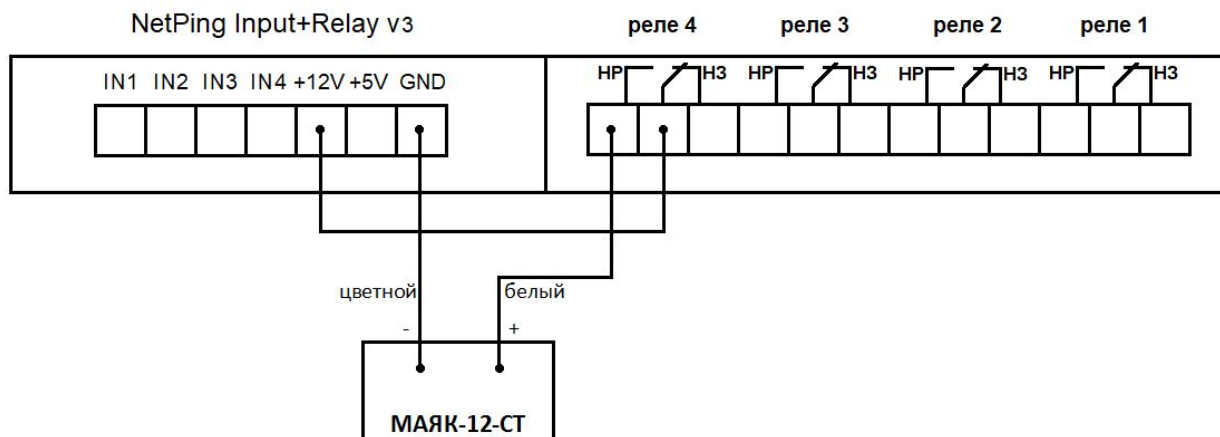 NetPing Input+Relay v3
реле 4 реле 3 реле 2 реле 1
IN1 IN2 IN3 IN4 +12V +5V GND
НР НЗ НР НЗ НР НЗ НР НЗ
цветной белый
- +
МАЯК-12-СТ